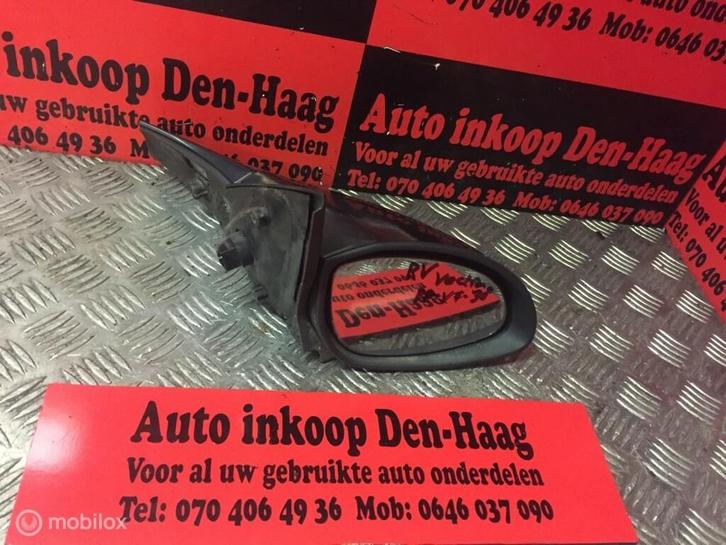 070 406 49 36 Mob: 0646 037 090
inkoop Den-Haag
uw gebruikte auto onderdelen
406 49 36 Mob: 0646 037 090
Auto inkoop Den-Haag
Voor al uw gebruikte auto onderdelen
Tel: 070 406 49 36 Mob: 0646 037 090
RV Vectra
Auto inkoop Den-Haag
Voor al uw gebruikte auto onderdelen
Tel: 070 406 49 36 Mob: 0646 037 090
mobilox